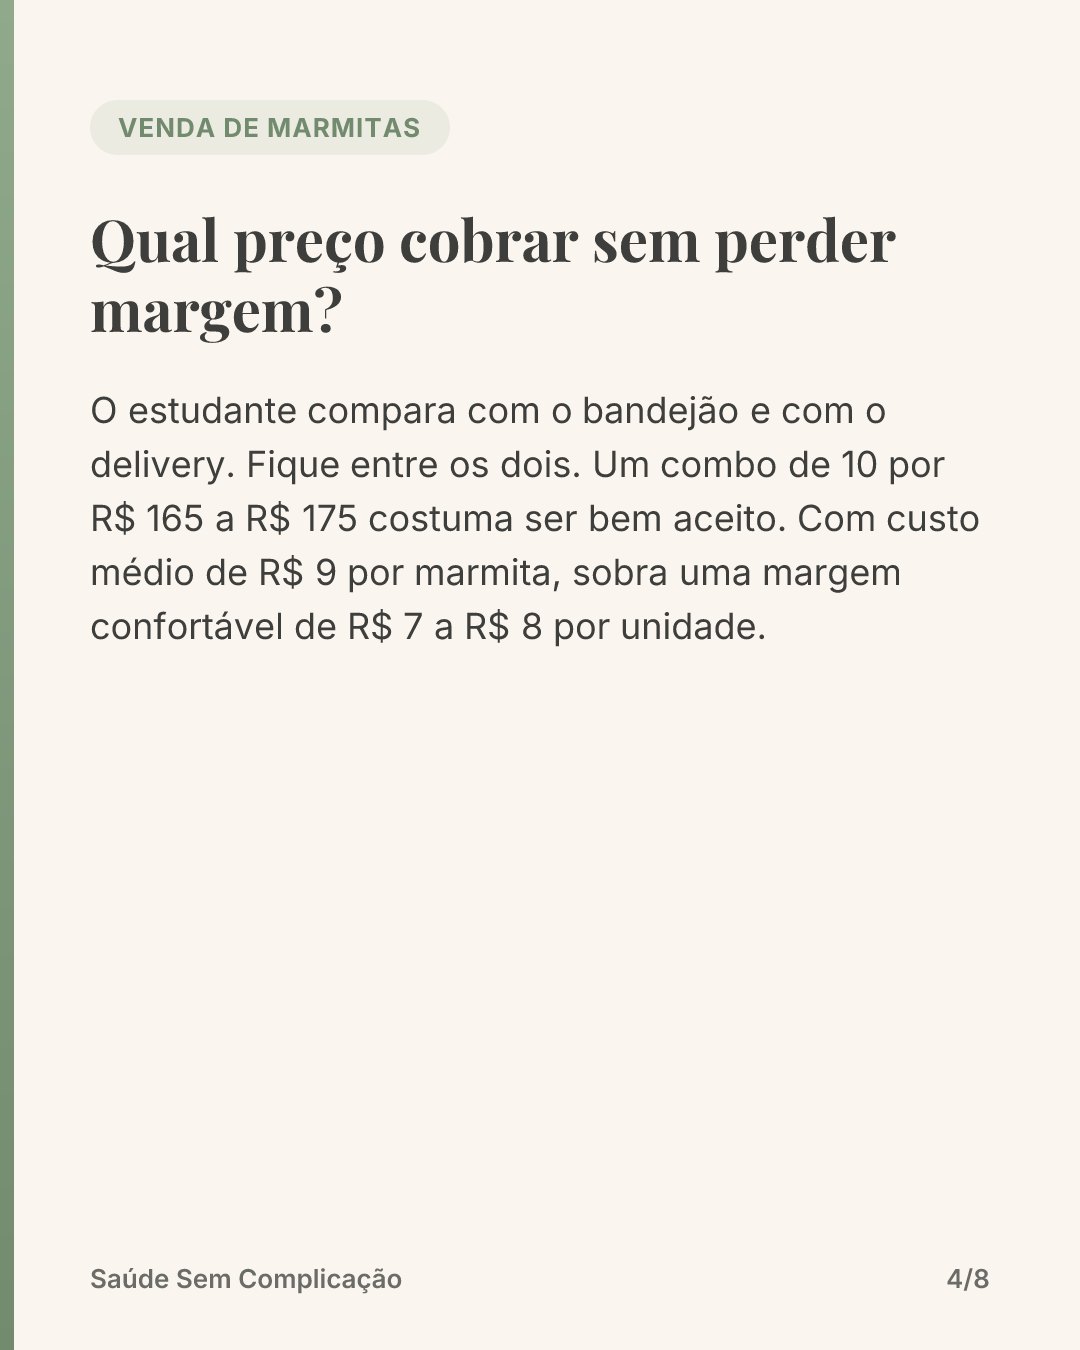 VENDA DE MARMITAS
Qual preço cobrar sem perder
margem?
O estudante compara com o bandejão e com o
delivery. Fique entre os dois. Um combo de 10 por
R$ 165 a R$ 175 costuma ser bem aceito. Com custo
médio de R$ 9 por marmita, sobra uma margem
confortável de R$ 7 a R$ 8 por unidade.
Saúde Sem Complicação
4/8